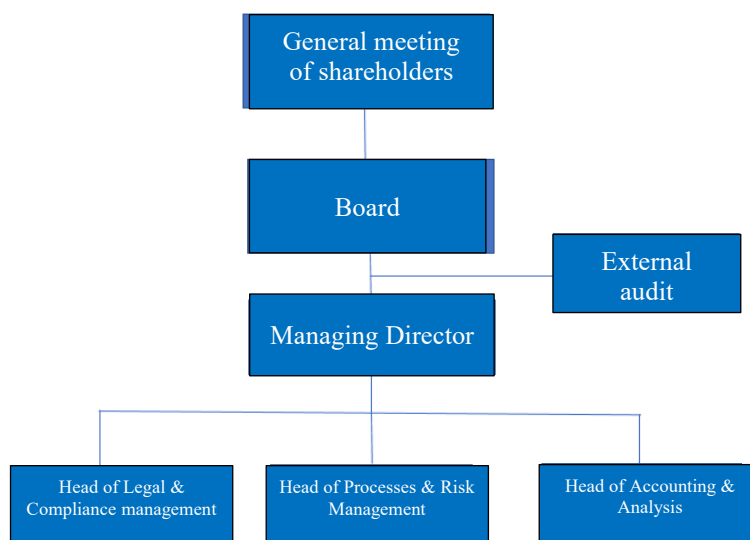 General meeting
of shareholders
Board
External
audit
Managing Director
Head of Legal &
Compliance management
Head of Processes & Risk
Management
Head of Accounting &
Analysis